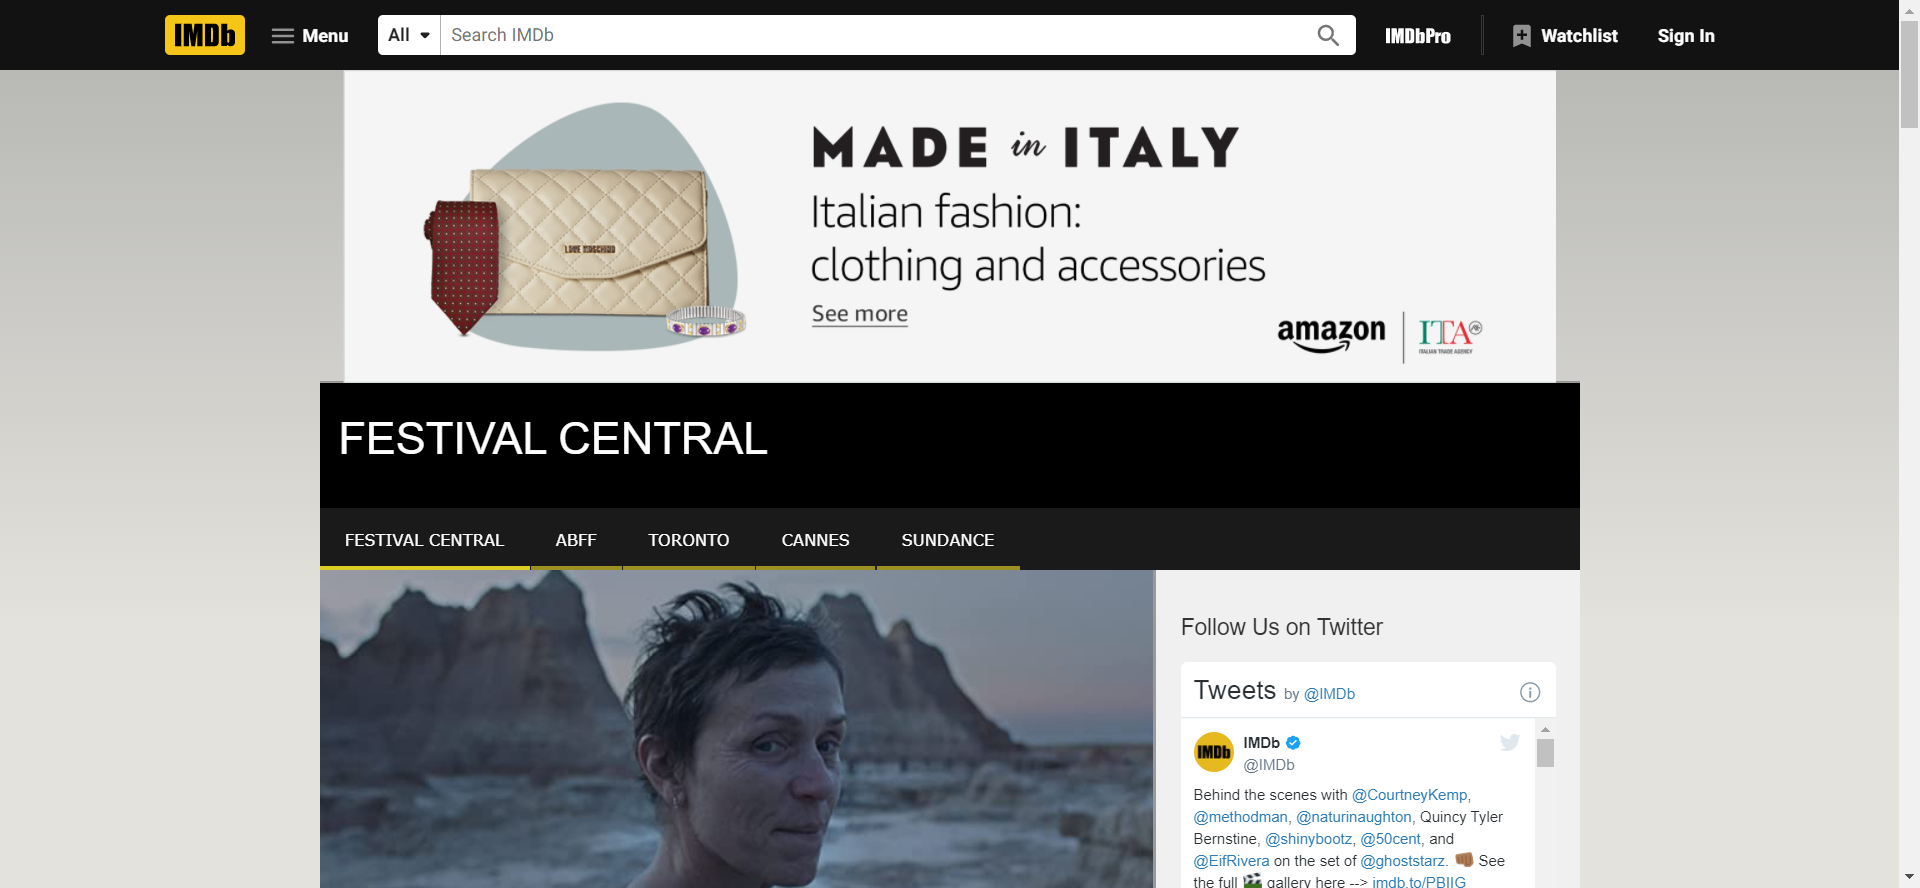 IMDb
Menu
All
Search IMDb
IMDbPro
Watchlist
Sign In
MADE in ITALY
Italian fashion:
clothing and accessories
See more
LOVE MOSCHINO
amazon
ITA
ITALIAN TRADE AGENCY
FESTIVAL CENTRAL
FESTIVAL CENTRAL
ABFF
TORONTO
CANNES
SUNDANCE
Follow Us on Twitter
Tweets by @IMDb
IMDb
IMDb
@IMDb
Behind the scenes with @CourtneyKemp,
@methodman, @naturinaughton, Quincy Tyler
Bernstine, @shinybootz, @50cent, and
@EifRivera on the set of @ghoststarz. 👊🏾 See
the full 🎬 gallery here --> imdb.to/PBIIG